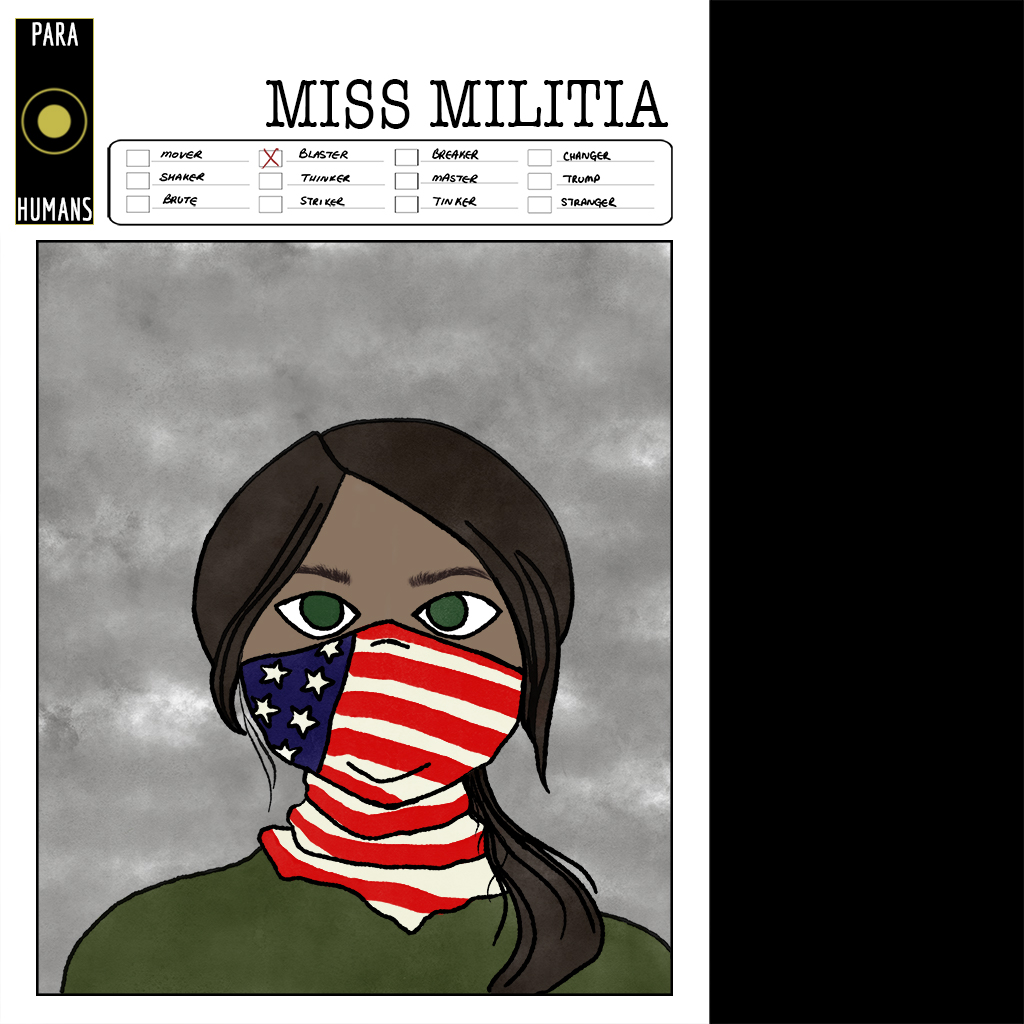 PARA
HUMANS
MISS MILITIA
MOVER
X BLASTER
BREAKER
CHANGER
SHAKER
THINKER
MASTER
TRUMP
BRUTE
STRIKER
TINKER
STRANGER